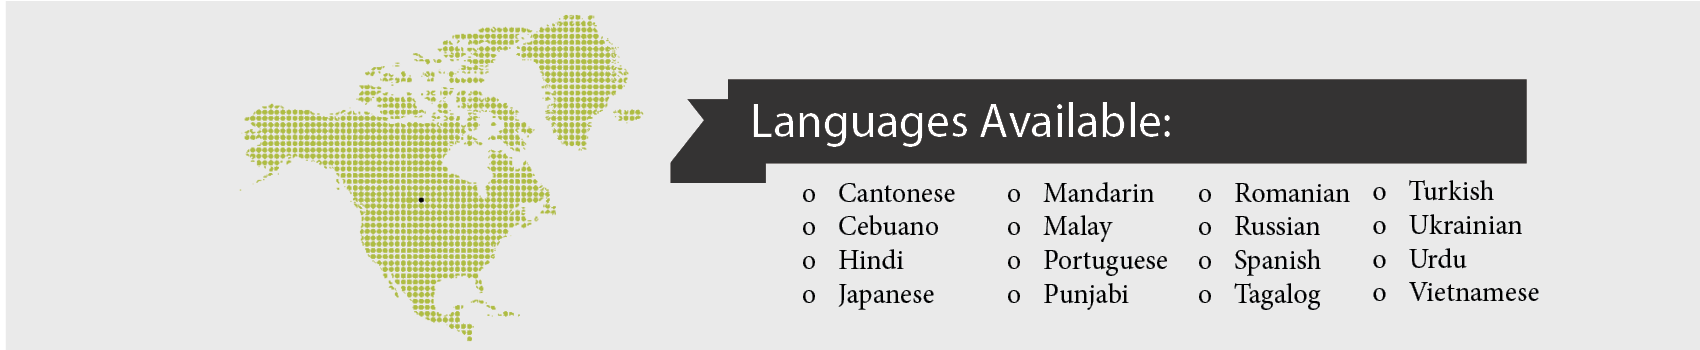 Languages Available:
o Cantonese
o Cebuano
o Hindi
o Japanese
o Mandarin
o Malay
o Portuguese
o Punjabi
o Romanian
o Russian
o Spanish
o Tagalog
o Turkish
o Ukrainian
o Urdu
o Vietnamese